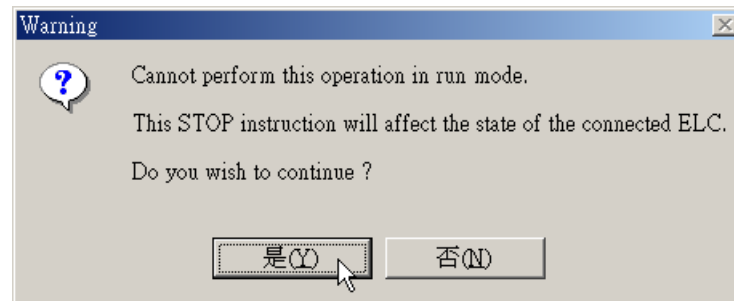 Warning
Cannot perform this operation in run mode.
This STOP instruction will affect the state of the connected ELC.
Do you wish to continue ?
是(Y) 否(N)